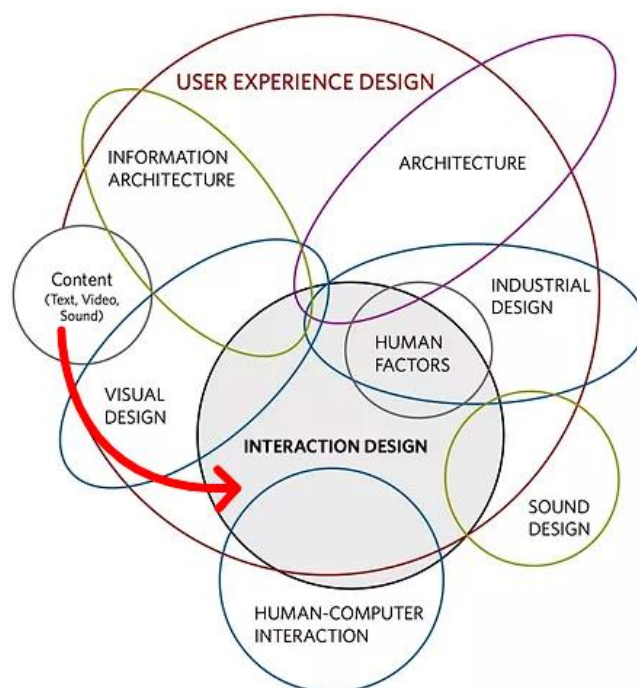 USER EXPERIENCE DESIGN
INFORMATION
ARCHITECTURE
ARCHITECTURE
Content
(Text, Video,
Sound)
INDUSTRIAL
DESIGN
HUMAN
FACTORS
VISUAL
DESIGN
INTERACTION DESIGN
SOUND
DESIGN
HUMAN-COMPUTER
INTERACTION